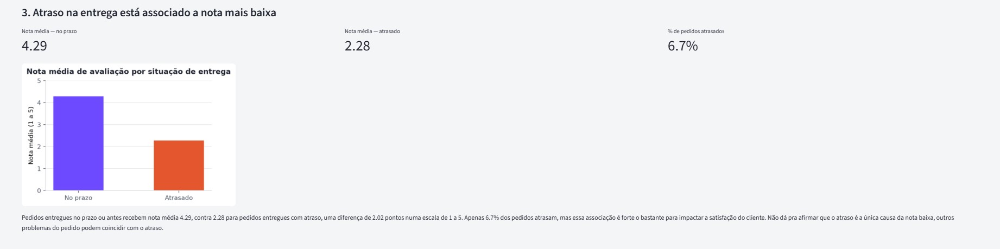 3. Atraso na entrega está associado a nota mais baixa
Nota média — no prazo
4.29
Nota média — atrasado
2.28
% de pedidos atrasados
6.7%
Nota média de avaliação por situação de entrega
Nota média (1 a 5)
5
4
3
2
1
0
No prazo
Atrasado
Pedidos entregues no prazo ou antes recebem nota média 4.29, contra 2.28 para pedidos entregues com atraso, uma diferença de 2.02 pontos numa escala de 1 a 5. Apenas 6.7% dos pedidos atrasam, mas essa associação é forte o bastante para impactar a satisfação do cliente. Não dá pra afirmar que o atraso é a única causa da nota baixa, outros
problemas do pedido podem coincidir com o atraso.